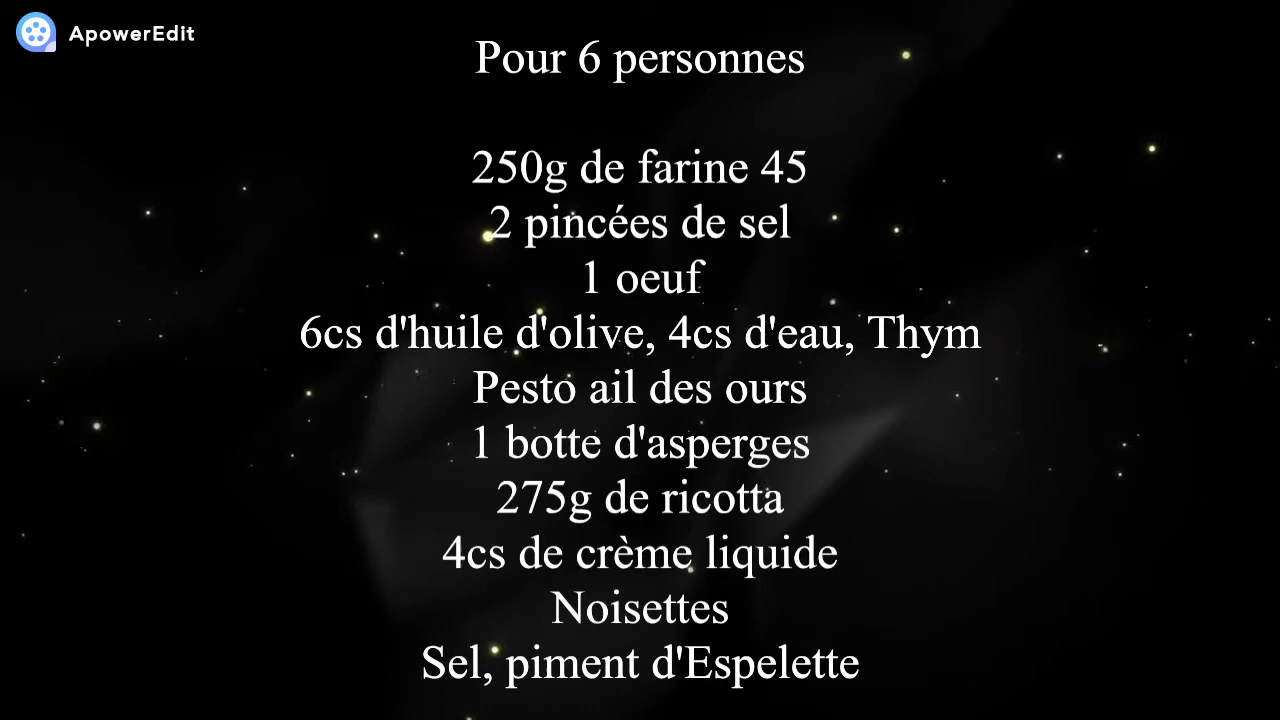 ApowerEdit
Pour 6 personnes
250g de farine 45
2 pincées de sel
1 oeuf
6cs d'huile d'olive, 4cs d'eau, Thym
Pesto ail des ours
1 botte d'asperges
275g de ricotta
4cs de crème liquide
Noisettes
Sel, piment d'Espelette